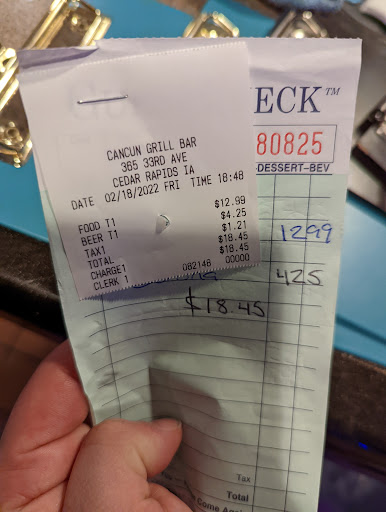 ECK™
80825
-DESSERT-BEV
CANCUN GRILL BAR
365 33RD AVE
CEDAR RAPIDS IA
DATE 02/18/2022 FRI TIME 18:48
FOOD T1 $12.99
BEER T1 $4.25
TAX1 $1.21
TOTAL $18.45
CHARGE1 $18.45
CLERK 1 082148 00000
1299
425
$18.45
Tax
Total
Come Again